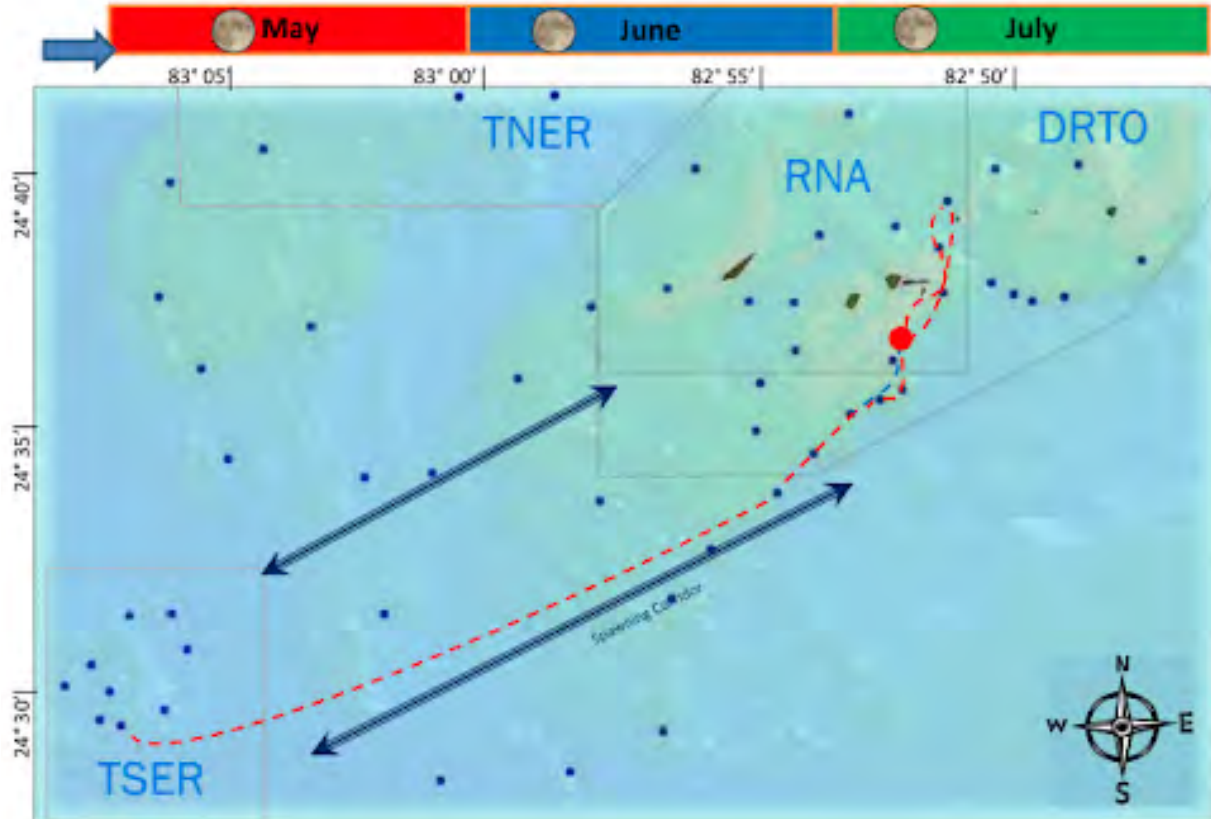 May June July
83° 05' 83° 00' 82° 55' 82° 50'
TNER DRTO
RNA
24° 40'
24° 35'
Spawning Corridor
24° 30'
N
W E
S
TSER